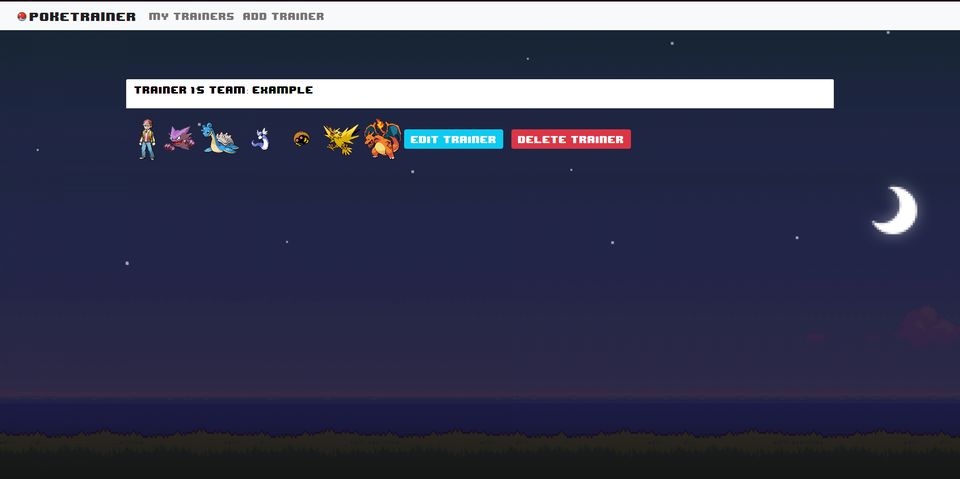 POKETRAINER MY TRAINERS ADD TRAINER
TRAINER 1S TEAM: EXAMPLE
EDIT TRAINER DELETE TRAINER